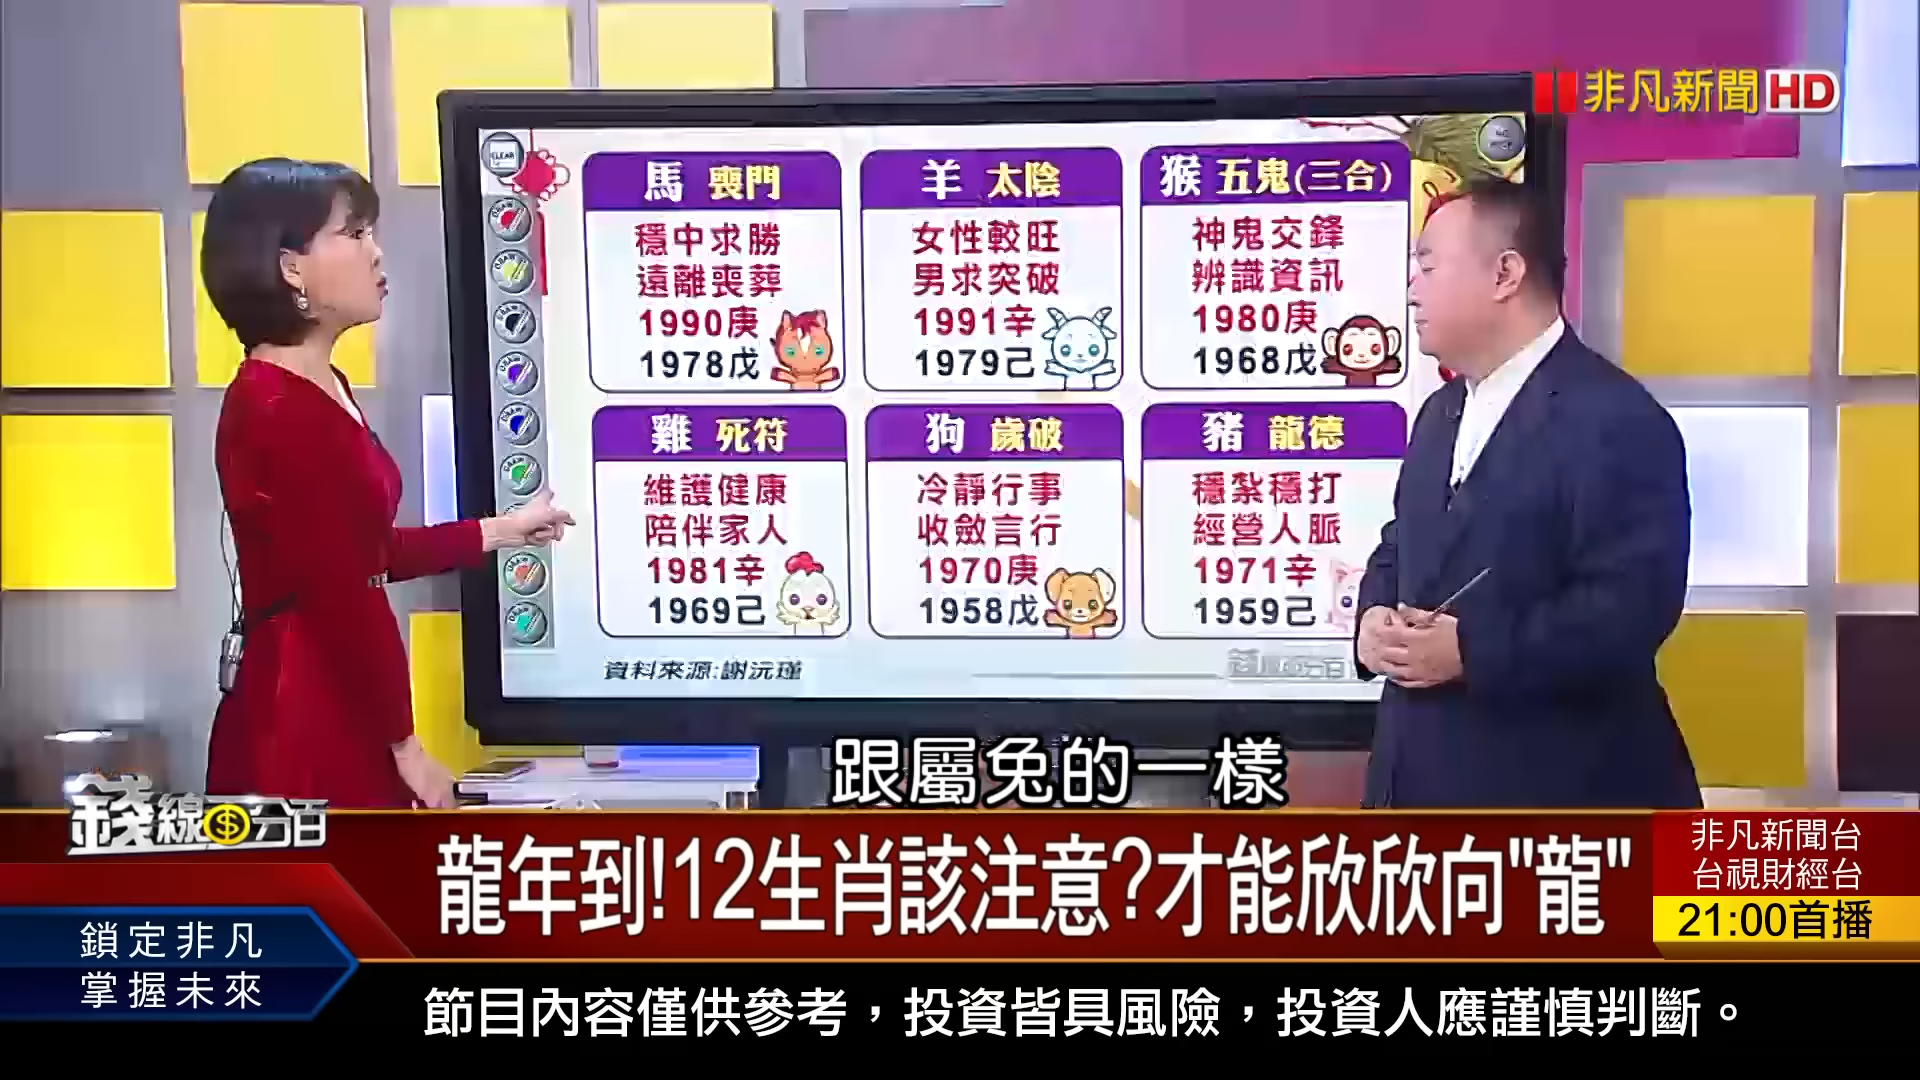 非凡新聞HD
CLEAR
馬 喪門
穩中求勝
遠離喪葬
1990庚
1978戊
羊 太陰
女性較旺
男求突破
1991辛
1979己
猴 五鬼(三合)
神鬼交鋒
辨識資訊
1980庚
1968戊
雞 死符
維護健康
陪伴家人
1981辛
1969己
狗 歲破
冷靜行事
收斂言行
1970庚
1958戊
豬 龍德
穩紮穩打
經營人脈
1971辛
1959己
資料來源:謝沅瑾
跟屬兔的一樣
錢線$百分百
龍年到!12生肖該注意?才能欣欣向"龍"
非凡新聞台
台視財經台
21:00首播
鎖定非凡
掌握未來
節目內容僅供參考，投資皆具風險，投資人應謹慎判斷。